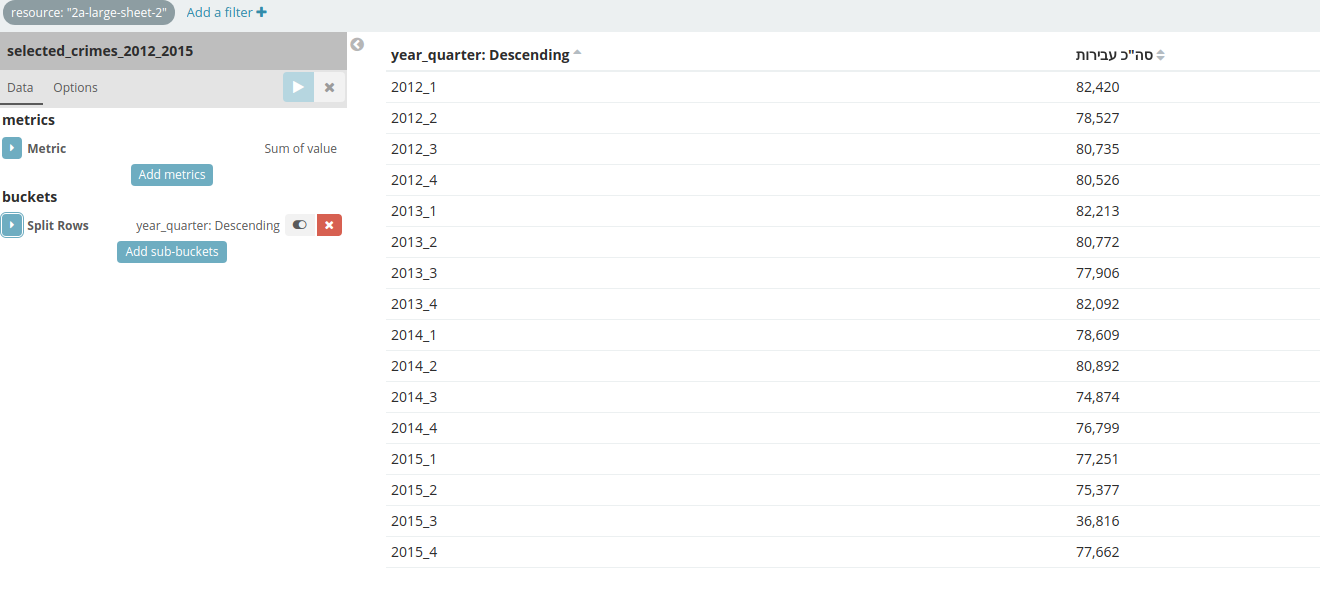 resource: "2a-large-sheet-2" Add a filter
selected_crimes_2012_2015
Data Options
metrics
Metric Sum of value
Add metrics
buckets
Split Rows year_quarter: Descending
Add sub-buckets
year_quarter: Descending סה"כ עבירות
2012_1 82,420
2012_2 78,527
2012_3 80,735
2012_4 80,526
2013_1 82,213
2013_2 80,772
2013_3 77,906
2013_4 82,092
2014_1 78,609
2014_2 80,892
2014_3 74,874
2014_4 76,799
2015_1 77,251
2015_2 75,377
2015_3 36,816
2015_4 77,662